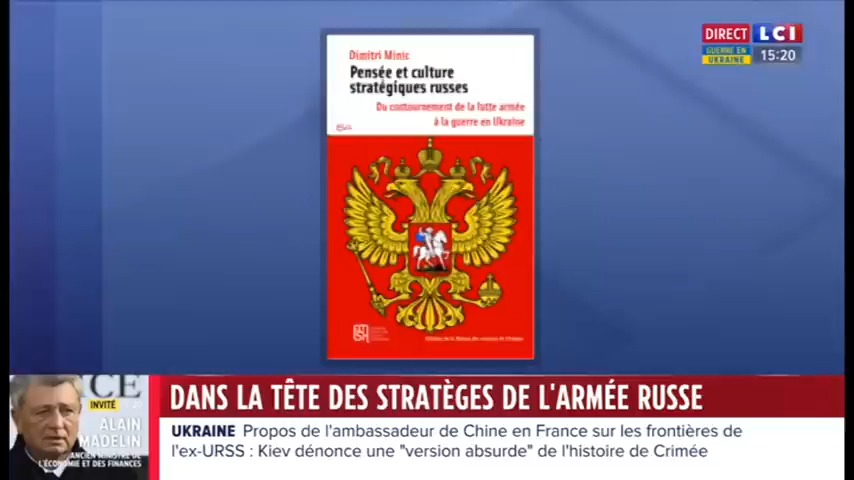 DIRECT LCI
GUERRE EN
UKRAINE
15:20
Dimitri Minic
Pensée et culture
stratégiques russes
Du contournement de la lutte armée
à la guerre en Ukraine
CE
INVITÉ
ALAIN
MADELIN
ANCIEN MINISTRE DE
L'ÉCONOMIE ET DES FINANCES
DANS LA TÊTE DES STRATÈGES DE L'ARMÉE RUSSE
UKRAINE Propos de l'ambassadeur de Chine en France sur les frontières de
l'ex-URSS : Kiev dénonce une "version absurde" de l'histoire de Crimée